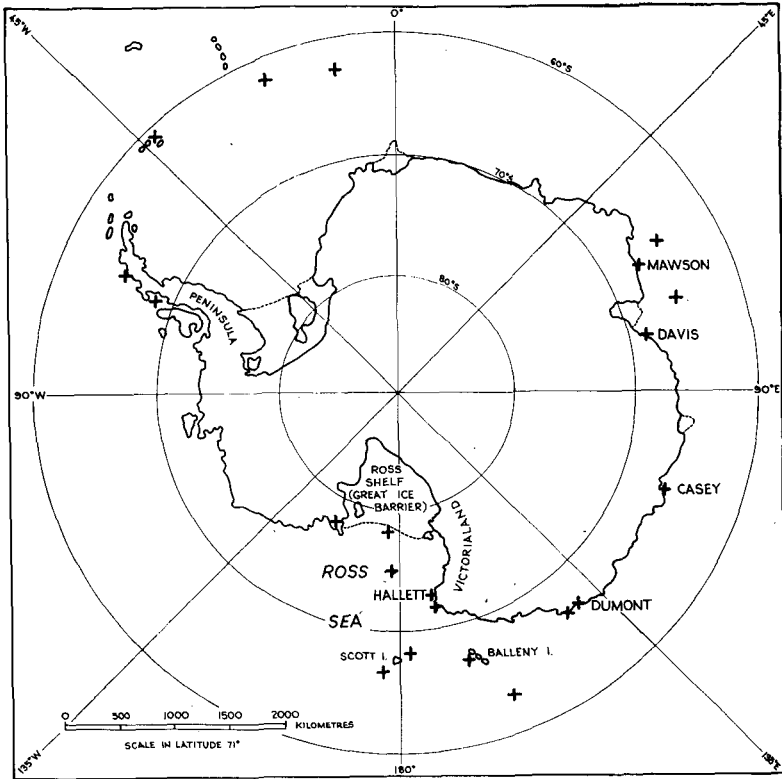 45°W
0°
45°E
60°S
70°S
80°S
MAWSON
PENINSULA
DAVIS
90°W
90°E
ROSS
SHELF
(GREAT ICE
BARRIER)
CASEY
VICTORIALAND
ROSS
HALLETT
DUMONT
SEA
SCOTT I.
BALLENY I.
0 500 1000 1500 2000
KILOMETRES
SCALE IN LATITUDE 71°
135°W
180°